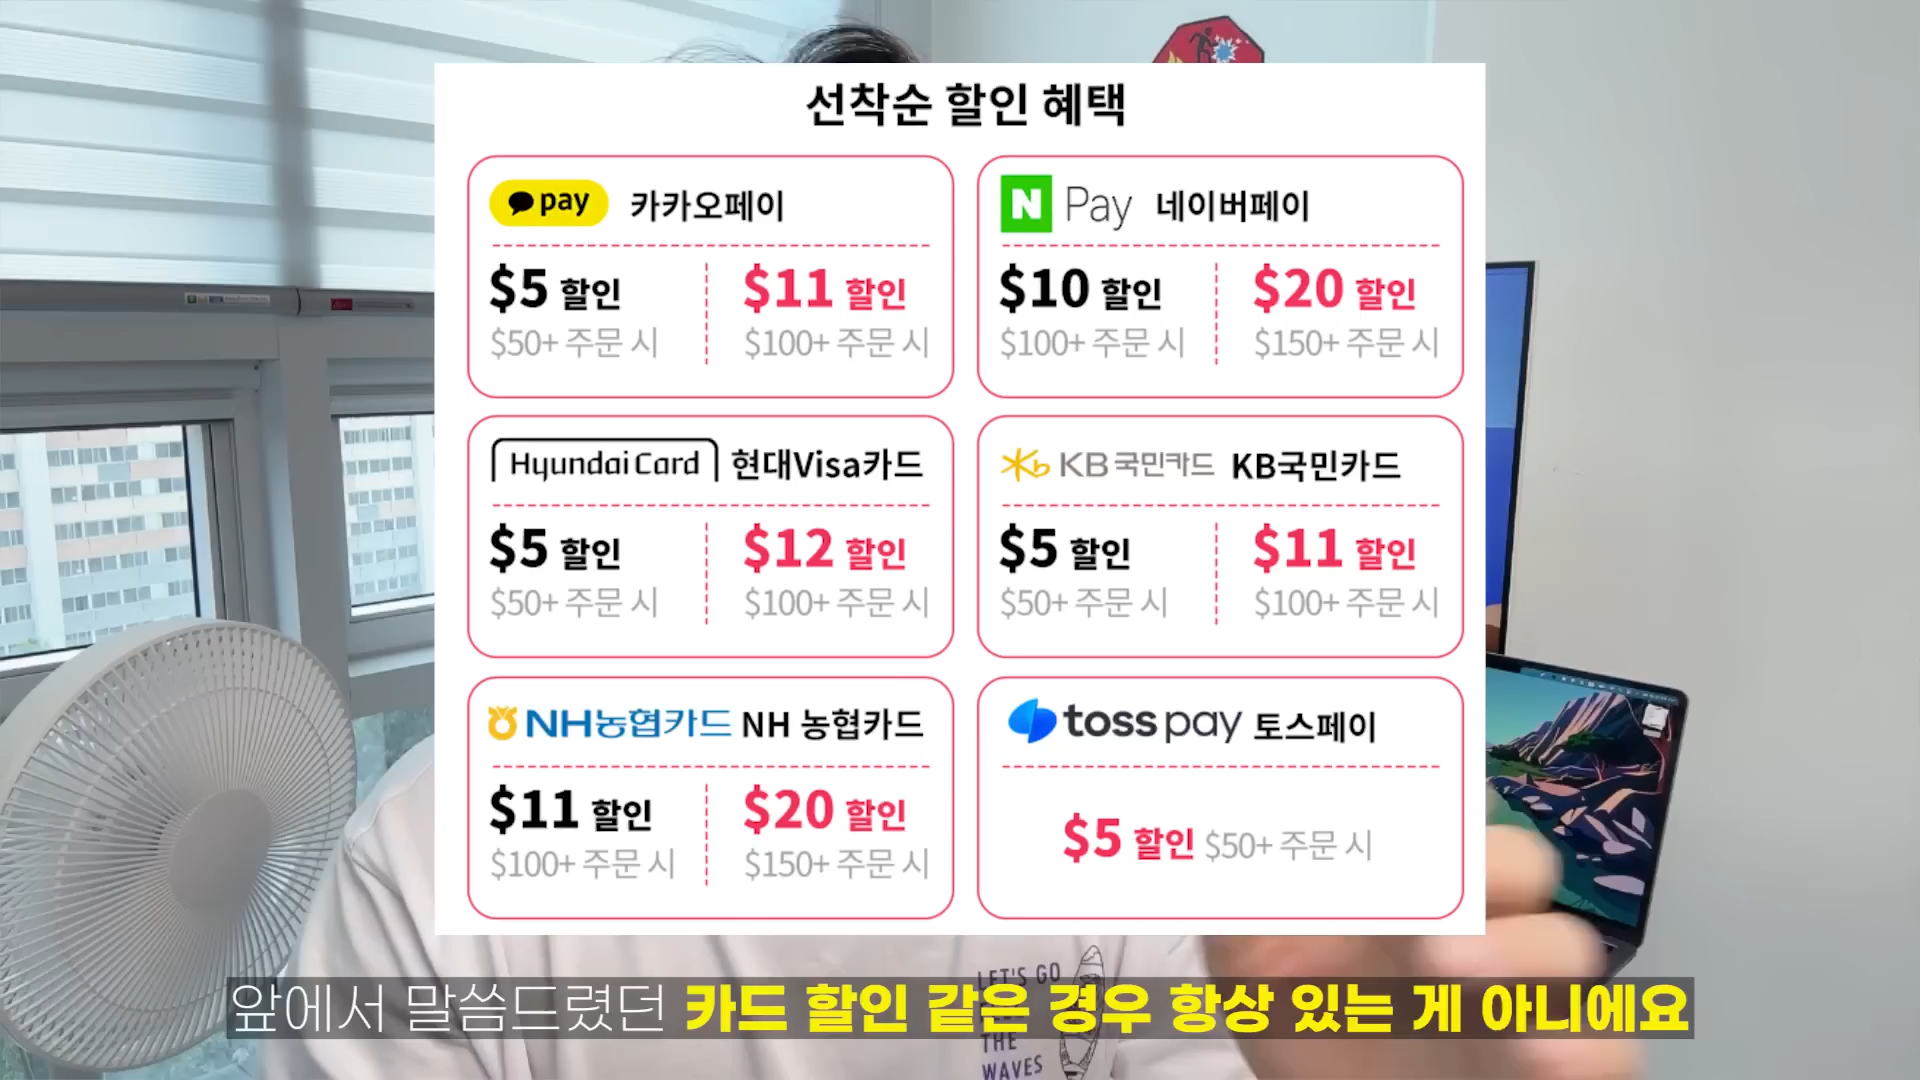 선착순 할인 혜택
pay 카카오페이
$5 할인
$50+ 주문 시
$11 할인
$100+ 주문 시
N Pay 네이버페이
$10 할인
$100+ 주문 시
$20 할인
$150+ 주문 시
Hyundai Card 현대Visa카드
$5 할인
$50+ 주문 시
$12 할인
$100+ 주문 시
Kb KB국민카드 KB국민카드
$5 할인
$50+ 주문 시
$11 할인
$100+ 주문 시
NH농협카드 NH 농협카드
$11 할인
$100+ 주문 시
$20 할인
$150+ 주문 시
toss pay 토스페이
$5 할인 $50+ 주문 시
LET'S GO
THE
WAVES
앞에서 말씀드렸던 카드 할인 같은 경우 항상 있는 게 아니에요